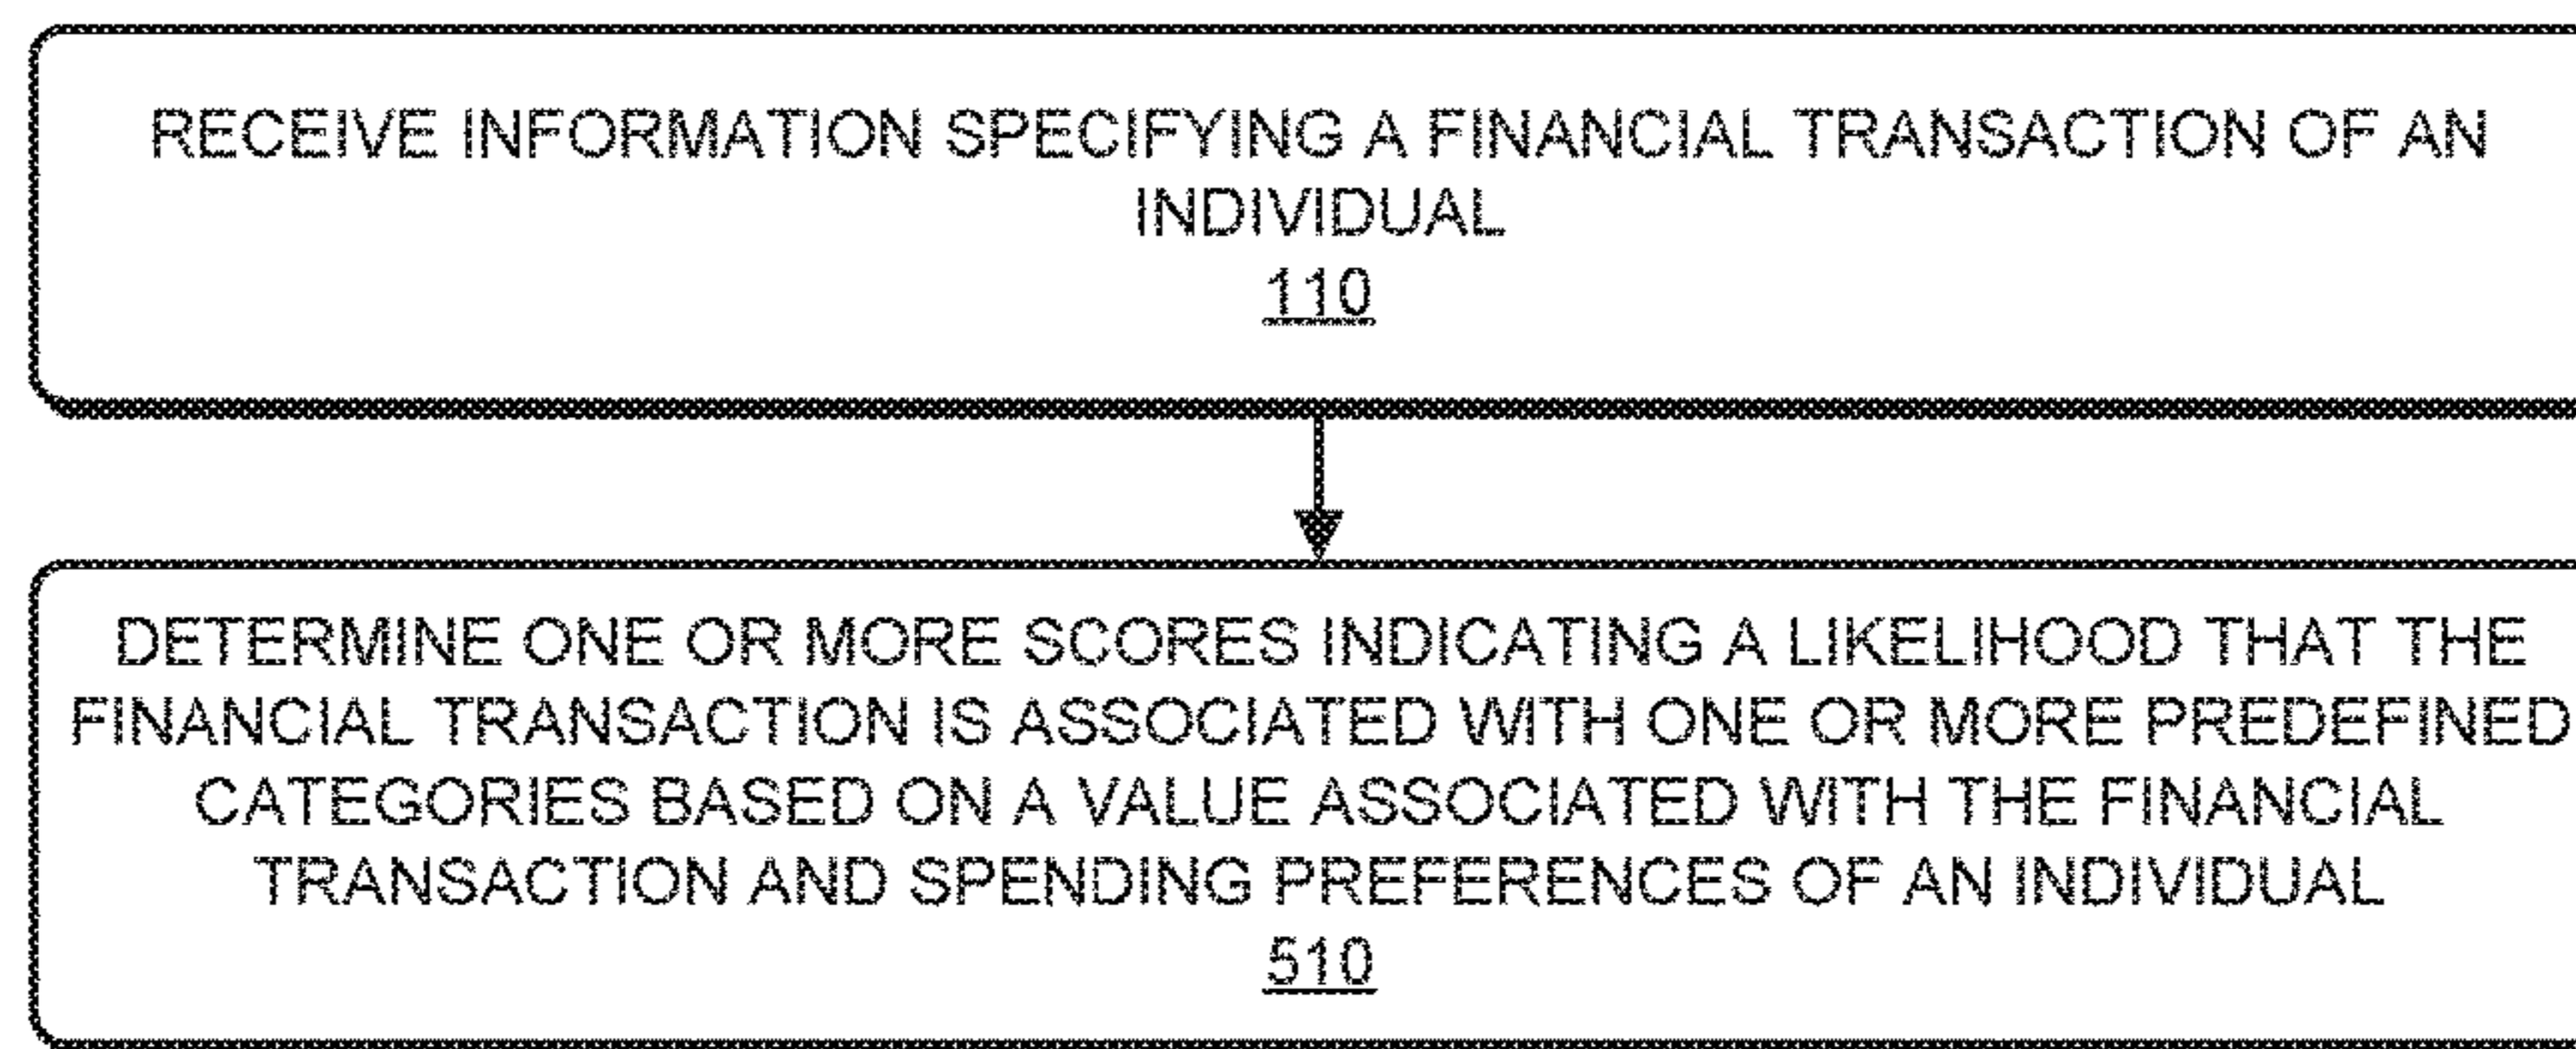 RECEIVE INFORMATION SPECIFYING A FINANCIAL TRANSACTION OF AN
INDIVIDUAL
110
DETERMINE ONE OR MORE SCORES INDICATING A LIKELIHOOD THAT THE
FINANCIAL TRANSACTION IS ASSOCIATED WITH ONE OR MORE PREDEFINED
CATEGORIES BASED ON A VALUE ASSOCIATED WITH THE FINANCIAL
TRANSACTION AND SPENDING PREFERENCES OF AN INDIVIDUAL
510